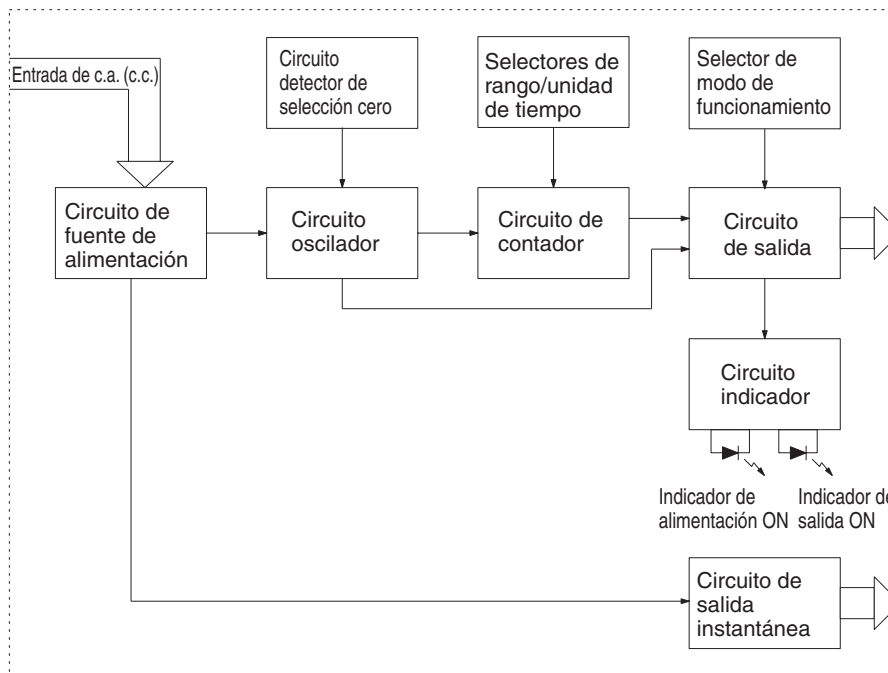 Entrada de c.a. (c.c.)
Circuito
detector de
selección cero
Selectores de
rango/unidad
de tiempo
Selector de
modo de
funcionamiento
Circuito de
fuente de
alimentación
Circuito
oscilador
Circuito de
contador
Circuito
de salida
Circuito
indicador
Indicador de
alimentación ON
Indicador de
salida ON
Circuito de
salida
instantánea